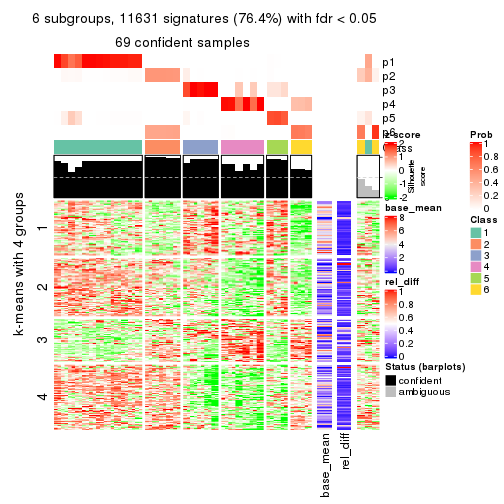 6 subgroups, 11631 signatures (76.4%) with fdr < 0.05
69 confident samples
p1
p2
p3
p4
p5
p6
Class
z-score
2
1
0
-1
-2
Silhouette
score
base_mean
8
6
4
2
0
rel_diff
1
0.8
0.6
0.4
0.2
0
Prob
1
0.8
0.6
0.4
0.2
0
Class
1
2
3
4
5
6
Status (barplots)
confident
ambiguous
k-means with 4 groups
1
2
3
4
base_mean
rel_diff